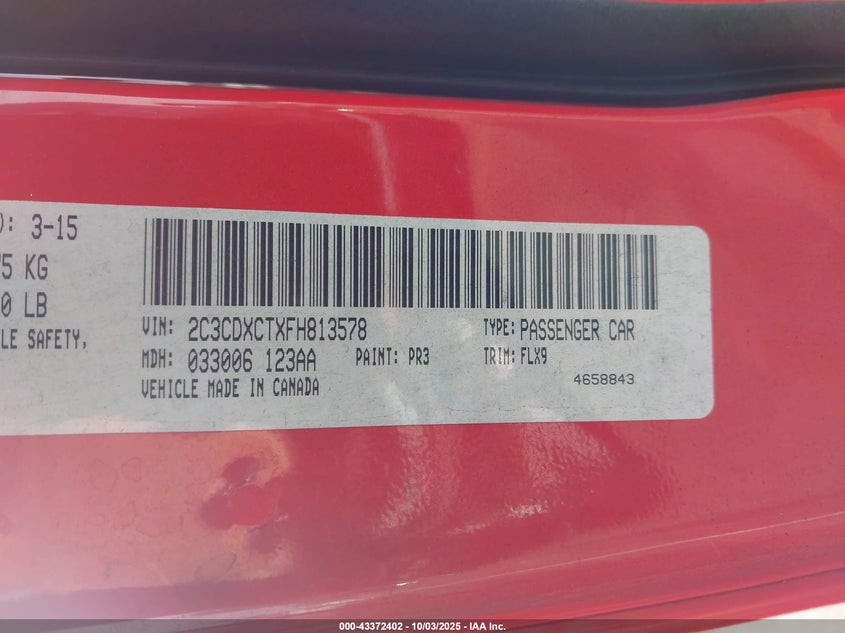 ): 3-15
5 KG
0 LB
LE SAFETY,
VIN: 2C3CDXCTXFH813578 TYPE: PASSENGER CAR
MDH: 033006 123AA PAINT: PR3 TRIM: FLX9
VEHICLE MADE IN CANADA 4658843
000-43372402 - 10/03/2025 - IAA Inc.